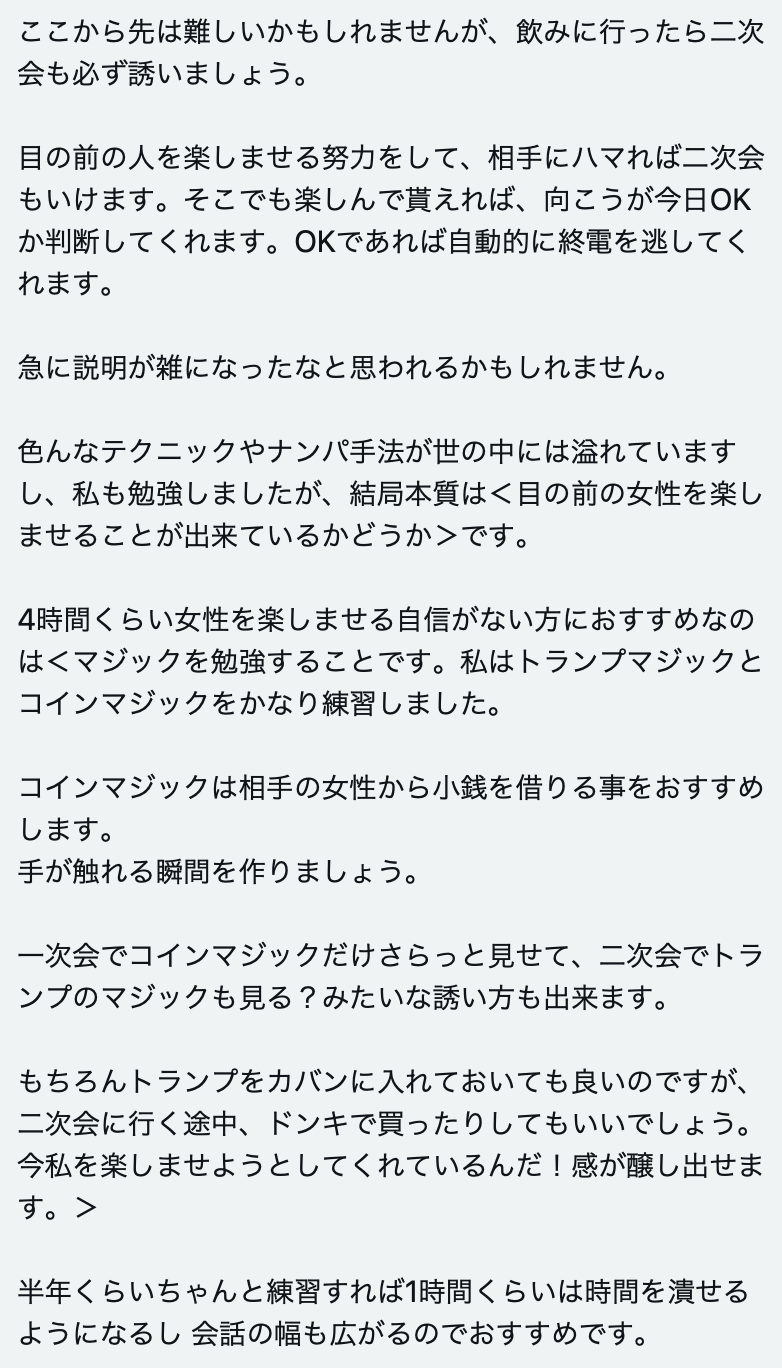 ここから先は難しいかもしれませんが、飲みに行ったら二次
会も必ず誘いましょう。
目の前の人を楽しませる努力をして、相手にハマれば二次会
もいけます。そこでも楽しんで貰えれば、向こうが今日OK
か判断してくれます。OKであれば自動的に終電を逃してく
れます。
急に説明が雑になったなと思われるかもしれません。
色んなテクニックやナンパ手法が世の中には溢れています
し、私も勉強しましたが、結局本質は＜目の前の女性を楽し
ませることが出来ているかどうか＞です。
4時間くらい女性を楽しませる自信がない方におすすめなの
は＜マジックを勉強することです。私はトランプマジックと
コインマジックをかなり練習しました。
コインマジックは相手の女性から小銭を借りる事をおすすめ
します。
手が触れる瞬間を作りましょう。
一次会でコインマジックだけさらっと見せて、二次会でトラ
ンプのマジックも見る？みたいな誘い方も出来ます。
もちろんトランプをカバンに入れておいても良いのですが、
二次会に行く途中、ドンキで買ったりしてもいいでしょう。
今私を楽しませようとしてくれているんだ！感が醸し出せま
す。＞
半年くらいちゃんと練習すれば1時間くらいは時間を潰せる
ようになるし 会話の幅も広がるのでおすすめです。